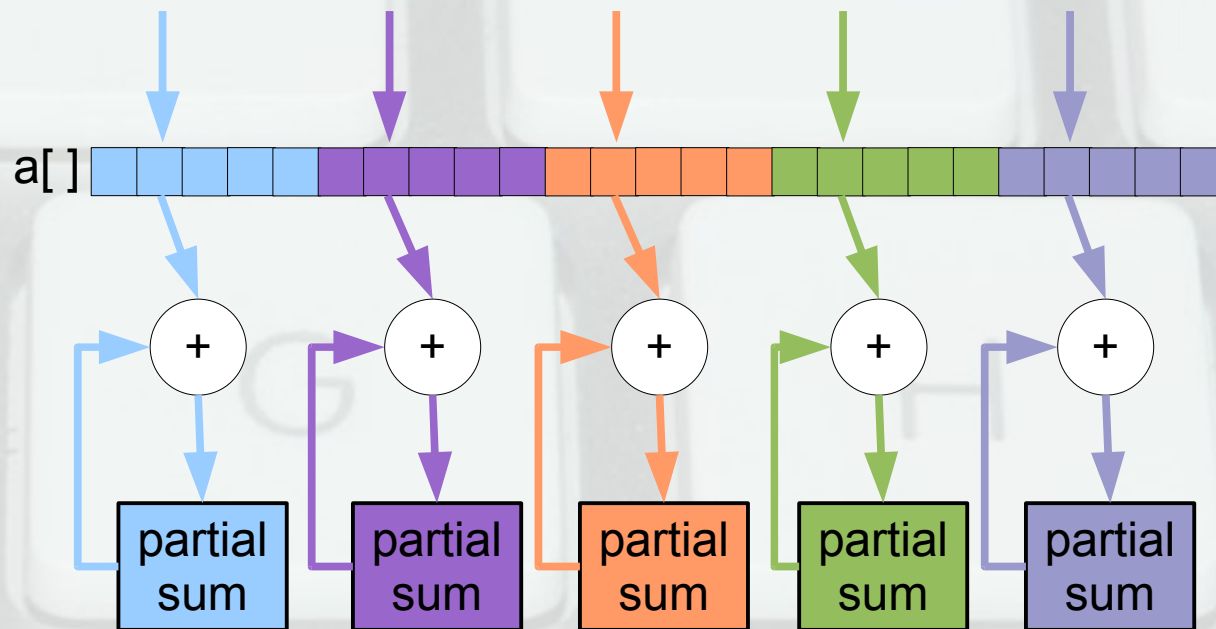 a[ ]
+ + + + +
partial partial partial partial partial
sum sum sum sum sum
G H